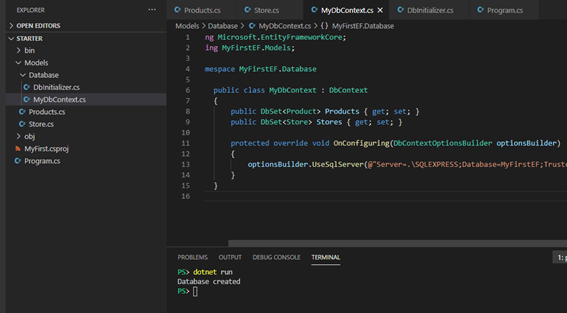 EXPLORER
···
Products.cs
Store.cs
MyDbContext.cs
DbInitializer.cs
Program.cs
OPEN EDITORS
STARTER
bin
Models
Database
DbInitializer.cs
MyDbContext.cs
Products.cs
Store.cs
obj
MyFirst.csproj
Program.cs
Models > Database > MyDbContext.cs > {} MyFirstEF.Database
1 ng Microsoft.EntityFrameworkCore;
2 ing MyFirstEF.Models;
3
4 mespace MyFirstEF.Database
5
6 public class MyDbContext : DbContext
7 {
8 public DbSet<Product> Products { get; set; }
9 public DbSet<Store> Stores { get; set; }
10
11 protected override void OnConfiguring(DbContextOptionsBuilder optionsBuilder)
12 {
13 optionsBuilder.UseSqlServer(@"Server=.\SQLEXPRESS;Database=MyFirstEF;Truste
14 }
15 }
16
PROBLEMS OUTPUT DEBUG CONSOLE TERMINAL 1: p
PS> dotnet run
Database created
PS>